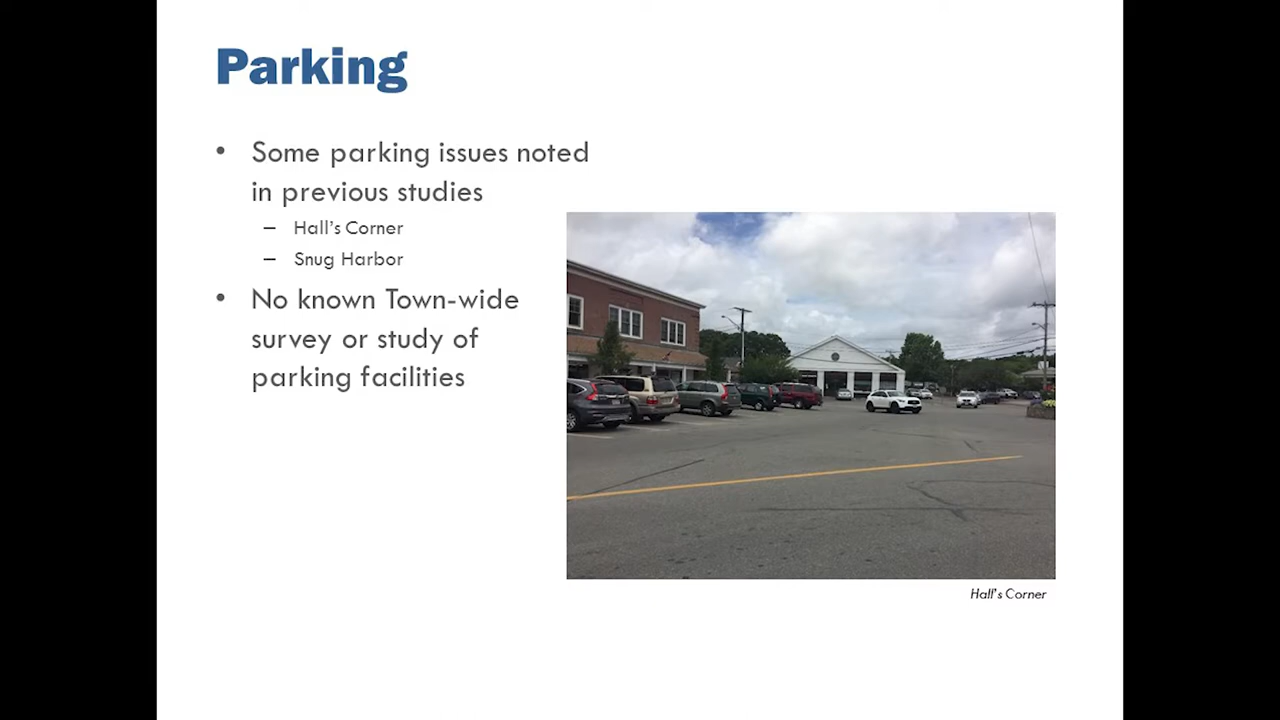 Parking
• Some parking issues noted
in previous studies
– Hall's Corner
– Snug Harbor
• No known Town-wide
survey or study of
parking facilities
Hall's Corner